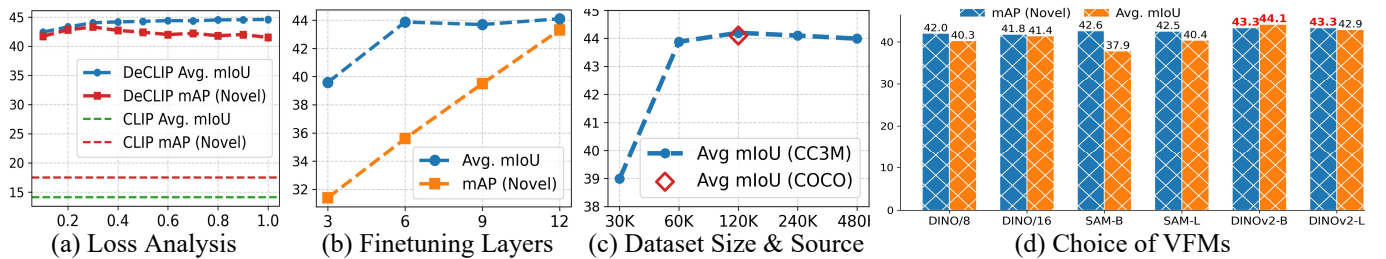 45
40
35
30
25
20
15
0.2
0.4
0.6
0.8
1.0
DeCLIP Avg. mIoU
DeCLIP mAP (Novel)
CLIP Avg. mIoU
CLIP mAP (Novel)
(a) Loss Analysis
44
42
40
38
36
34
32
3
6
9
12
Avg. mIoU
mAP (Novel)
(b) Finetuning Layers
45
44
43
42
41
40
39
38
30K
60K
120K
240K
480K
Avg mIoU (CC3M)
Avg mIoU (COCO)
(c) Dataset Size & Source
mAP (Novel)
Avg. mIoU
40
30
20
10
0
42.0
40.3
41.8
41.4
42.6
37.9
42.5
40.4
43.3
44.1
43.3
42.9
DINO/8
DINO/16
SAM-B
SAM-L
DINOv2-B
DINOv2-L
(d) Choice of VFMs